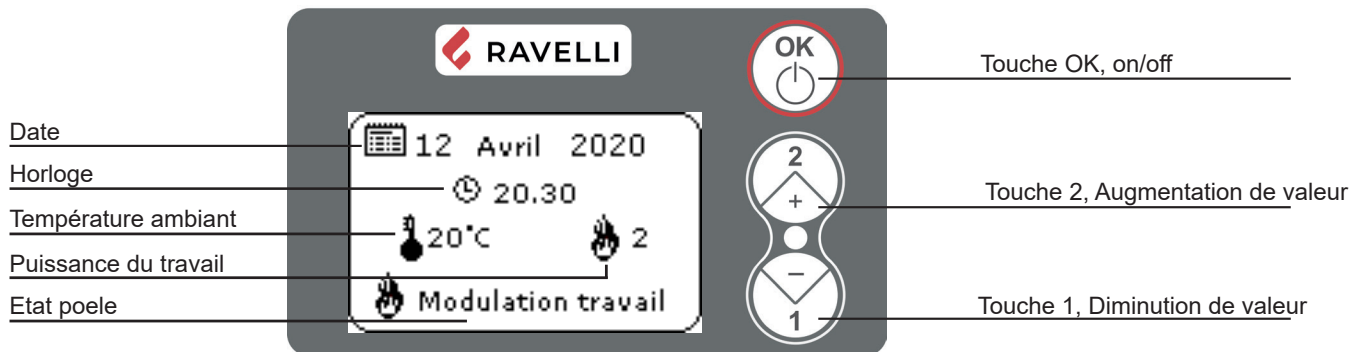 RAVELLI
OK
Touche OK, on/off
Date
12 Avril 2020
Horloge
20.30
2
+
Touche 2, Augmentation de valeur
Température ambiant
20°C
2
Puissance du travail
Etat poele
Modulation travail
−
1
Touche 1, Diminution de valeur